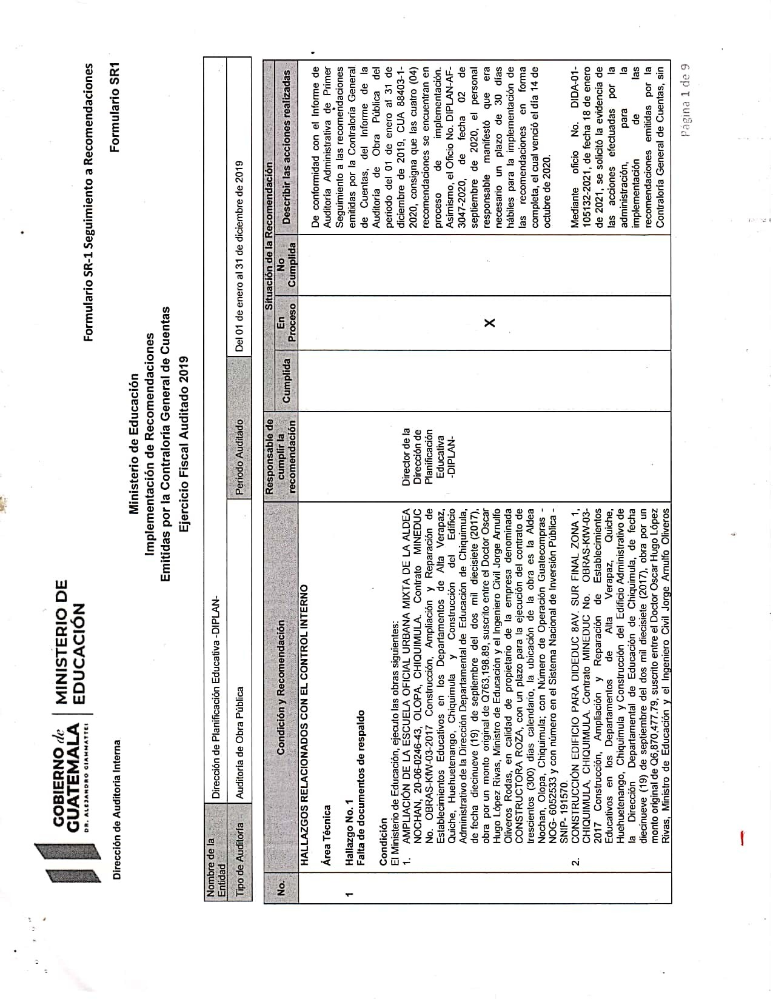 GOBIERNO de
GUATEMALA
DR. ALEJANDRO GIAMMATTEI
MINISTERIO DE
EDUCACIÓN
Formulario SR-1 Seguimiento a Recomendaciones
Dirección de Auditoria Interna
Formulario SR1
Ministerio de Educación
Implementación de Recomendaciones
Emitidas por la Contraloría General de Cuentas
Ejercicio Fiscal Auditado 2019
Nombre de la
Entidad
Dirección de Planificación Educativa -DIPLAN-
Tipo de Auditoría
Auditoría de Obra Pública
Periodo Auditado
Del 01 de enero al 31 de diciembre de 2019
No.
Condición y Recomendación
Responsable de
cumplir la
recomendación
Situación de la Recomendación
Cumplida
En
Proceso
No
Cumplida
Describir las acciones realizadas
HALLAZGOS RELACIONADOS CON EL CONTROL INTERNO
Área Técnica
1
Hallazgo No. 1
Falta de documentos de respaldo
Condición
El Ministerio de Educación, ejecuto las obras siguientes:
1. AMPLIACIÓN DE LA ESCUELA OFICIAL URBANA MIXTA DE LA ALDEA
NOCHAN, 20-06-0246-43, OLOPA, CHIQUIMULA. Contrato MINEDUC
No. OBRAS-KfW-03-2017 Construcción, Ampliación y Reparación de
Establecimientos Educativos en los Departamentos de Alta Verapaz,
Quiche, Huehuetenango, Chiquimula y Construcción del Edificio
Administrativo de la Dirección Departamental de Educación de Chiquimula,
de fecha diecinueve (19) de septiembre del dos mil diecisiete (2017),
obra por un monto original de Q763,198.89, suscrito entre el Doctor Oscar
Hugo López Rivas, Ministro de Educación y el Ingeniero Civil Jorge Arnulfo
Oliveros Rodas, en calidad de propietario de la empresa denominada
CONSTRUCTORA ROZA, con un plazo para la ejecución del contrato de
trescientos (300) días calendario, la ubicación de la obra es la Aldea
Nochan, Olopa, Chiquimula; con Número de Operación Guatecompras -
NOG- 6052533 y con número en el Sistema Nacional de Inversión Pública -
SNIP- 191570.
2. CONSTRUCCIÓN EDIFICIO PARA DIDEDUC 8AV. SUR FINAL ZONA 1,
CHIQUIMULA, CHIQUIMULA. Contrato MINEDUC No. OBRAS-KfW-03-
2017 Construcción, Ampliación y Reparación de Establecimientos
Educativos en los Departamentos de Alta Verapaz, Quiche,
Huehuetenango, Chiquimula y Construcción del Edificio Administrativo de
la Dirección Departamental de Educación de Chiquimula, de fecha
diecinueve (19) de septiembre del dos mil diecisiete (2017), obra por un
monto original de Q6,870,477.79, suscrito entre el Doctor Oscar Hugo López
Rivas, Ministro de Educación y el Ingeniero Civil Jorge Arnulfo Oliveros
Director de la
Dirección de
Planificación
Educativa
-DIPLAN-
X
De conformidad con el Informe de
Auditoría Administrativa de Primer
Seguimiento a las recomendaciones
emitidas por la Contraloría General
de Cuentas, del Informe de la
Auditoría de Obra Pública del
periodo del 01 de enero al 31 de
diciembre de 2019, CUA 88403-1-
2020, consigna que las cuatro (04)
recomendaciones se encuentran en
proceso de implementación.
Asimismo, el Oficio No. DIPLAN-AF-
3047-2020, de fecha 02 de
septiembre de 2020, el personal
responsable manifestó que era
necesario un plazo de 30 días
hábiles para la implementación de
las recomendaciones en forma
completa, el cual venció el día 14 de
octubre de 2020.
Mediante oficio No. DIDA-01-
105132-2021, de fecha 18 de enero
de 2021, se solicitó la evidencia de
las acciones efectuadas por la
administración, para la
implementación de las
recomendaciones emitidas por la
Contraloría General de Cuentas, sin
Página 1 de 9